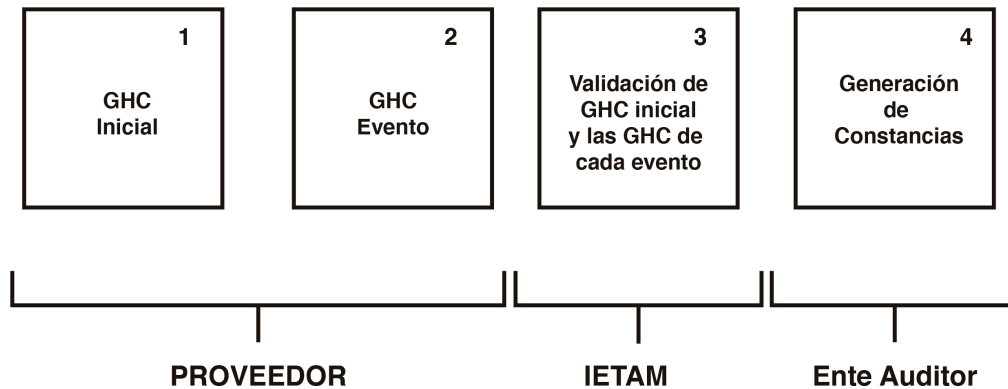 1
GHC
Inicial
2
GHC
Evento
3
Validación de
GHC inicial
y las GHC de
cada evento
4
Generación
de
Constancias
PROVEEDOR
IETAM
Ente Auditor